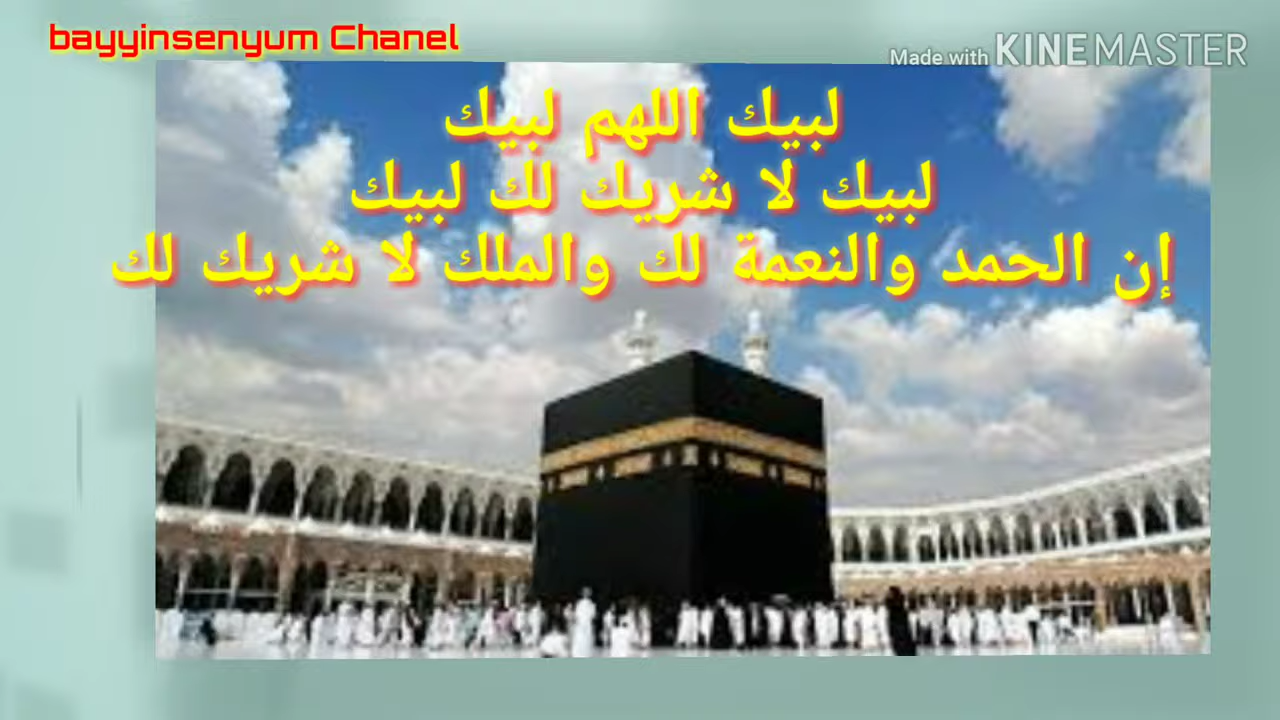 bayyinsenyum Chanel
Made with KINEMASTER
لبيك اللهم لبيك
لبيك لا شريك لك لبيك
إن الحمد والنعمة لك والملك لا شريك لك